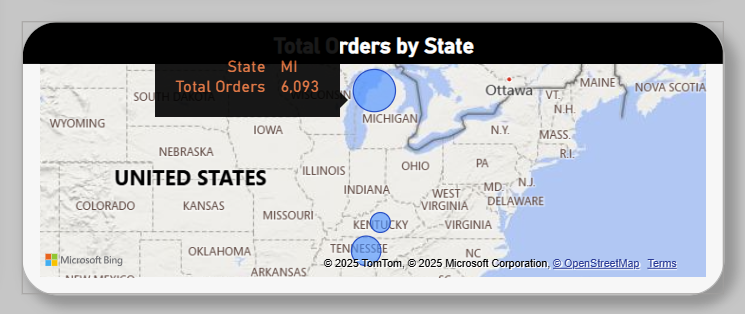 Total Orders by State
State MI
Total Orders 6,093
Ottawa
MAINE
NOVA SCOTIA
VT.
N.H.
SOUTH DAKOTA
WISCONSIN
WYOMING
MICHIGAN
N.Y.
MASS.
IOWA
R.I.
NEBRASKA
ILLINOIS
OHIO
PA
N.J.
UNITED STATES
INDIANA
MD.
WEST
VIRGINIA
DELAWARE
COLORADO
KANSAS
MISSOURI
KENTUCKY
VIRGINIA
OKLAHOMA
TENNESSEE
NC
Microsoft Bing
© 2025 TomTom, © 2025 Microsoft Corporation, © OpenStreetMap Terms
ARKANSAS
NEW MEXICO
SC